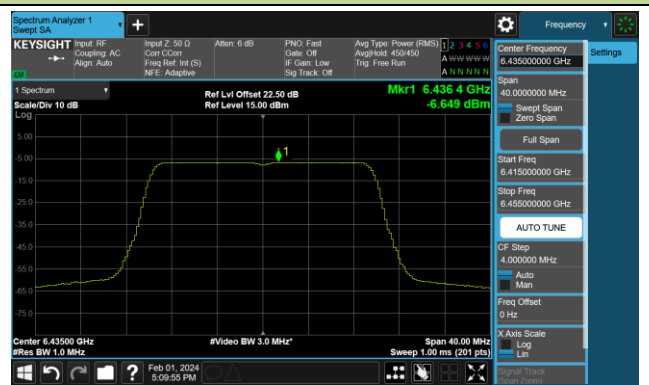 Spectrum Analyzer 1
Swept SA
Frequency
KEYSIGHT
Input: RF
Coupling: AC
Align: Auto
Input Z: 50 Ω
Corr CCorr
Freq Ref: Int (S)
NFE: Adaptive
Atten: 6 dB
PNO: Fast
Gate: Off
IF Gain: Low
Sig Track: Off
Avg Type: Power (RMS)
Avg|Hold: 450/450
Trig: Free Run
1 2 3 4 5 6
A W W W W W
A N N N N N
LXI
1 Spectrum
Scale/Div 10 dB
Log
Ref Lvl Offset 22.50 dB
Ref Level 15.00 dBm
Mkr1 6.436 4 GHz
-6.649 dBm
5.00
-5.00
-15.0
-25.0
-35.0
-45.0
-55.0
-65.0
-75.0
1
Center 6.43500 GHz
#Res BW 1.0 MHz
#Video BW 3.0 MHz*
Span 40.00 MHz
Sweep 1.00 ms (201 pts)
Feb 01, 2024
5:09:55 PM
Center Frequency
6.435000000 GHz
Settings
Span
40.0000000 MHz
Swept Span
Zero Span
Full Span
Start Freq
6.415000000 GHz
Stop Freq
6.455000000 GHz
AUTO TUNE
CF Step
4.000000 MHz
Auto
Man
Freq Offset
0 Hz
X Axis Scale
Log
Lin
Signal Track
(Span Zoom)